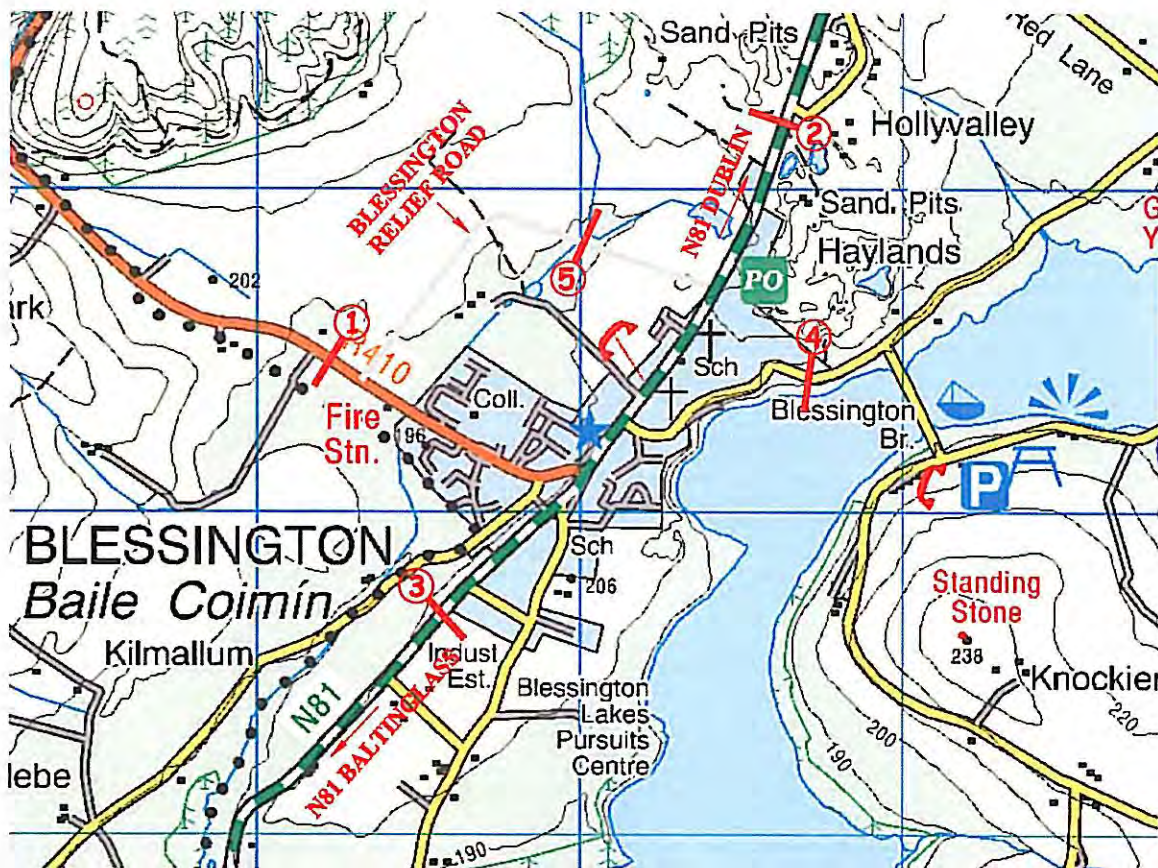 Sand Pits
Red Lane
BLESSINGTON
RELIEF ROAD
2
Hollyvalley
N81 DUBLIN
Sand Pits
G
Y
Haylands
202
5
PO
ark
1
R410
4
Sch
Coll.
Fire
Stn.
196
Blessington
Br.
P
BLESSINGTON
Baile Coimín
Sch
206
3
Standing
Stone
238
Kilmallum
Indust
Est.
Knockier
N81
Blessington
Lakes
Pursuits
Centre
220
200
190
lebe
N81 BALTINGLASS
190